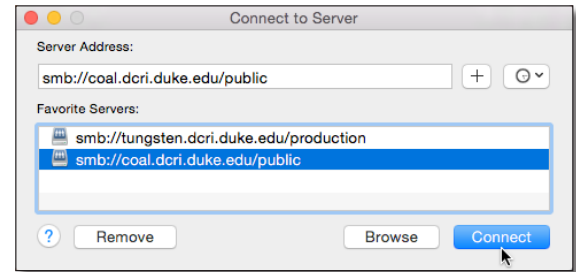 Connect to Server
Server Address:
smb://coal.dcri.duke.edu/public
Favorite Servers:
smb://tungsten.dcri.duke.edu/production
smb://coal.dcri.duke.edu/public
? Remove Browse Connect